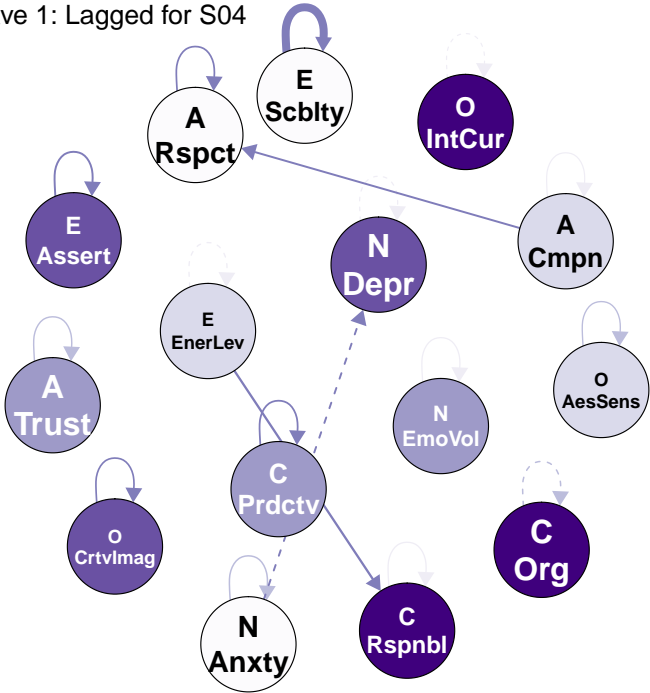 ve 1: Lagged for S04
E
Scblty
A
Rspct
O
IntCur
E
Assert
A
Cmpn
N
Depr
E
EnerLev
O
AesSens
A
Trust
N
EmoVol
C
Prdctv
O
CrtvImag
C
Org
N
Anxty
C
Rspnbl